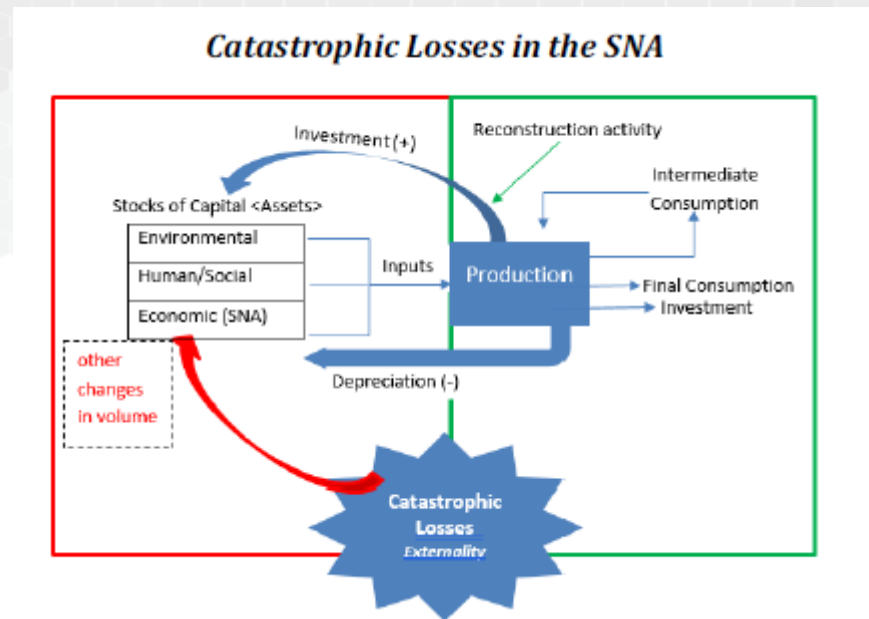 Catastrophic Losses in the SNA
Investment (+)
Reconstruction activity
Intermediate
Consumption
Stocks of Capital <Assets>
Environmental
Human/Social
Economic (SNA)
Inputs
Production
Final Consumption
Investment
other
changes
in volume
Depreciation (-)
Catastrophic
Losses
Externality